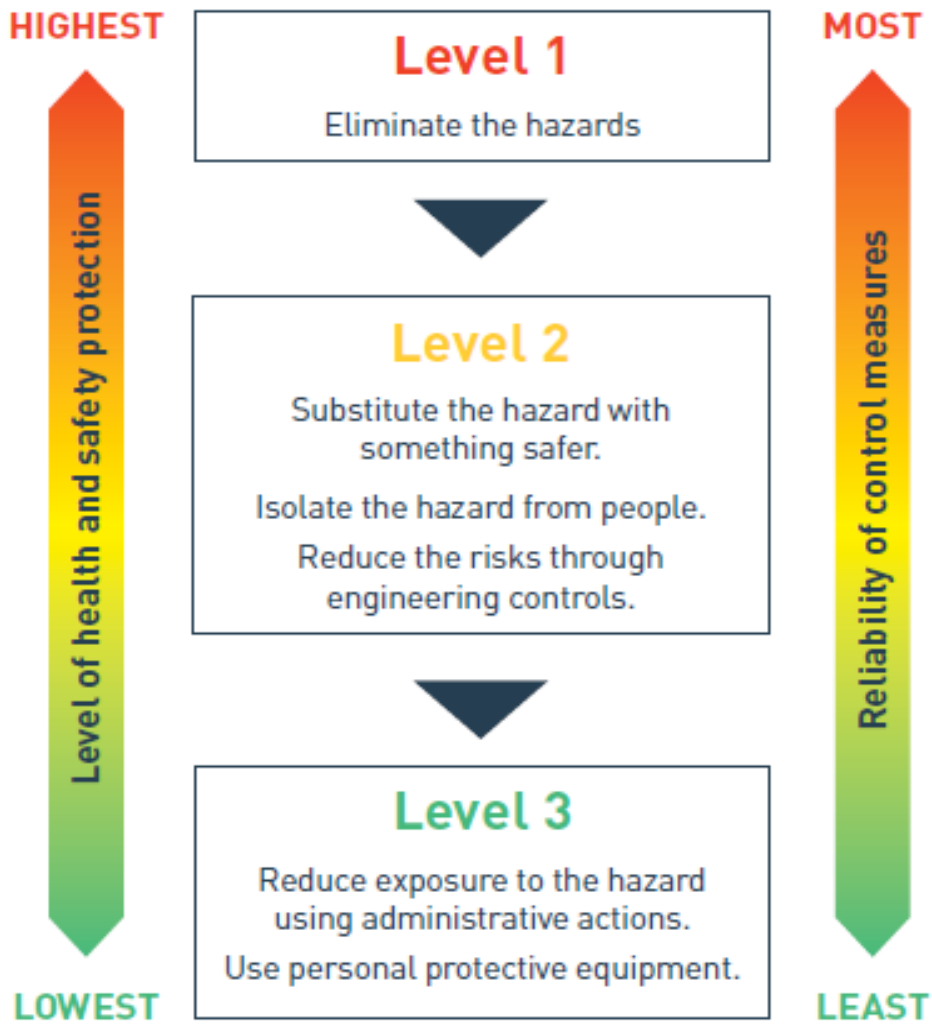 HIGHEST
MOST
Level 1
Eliminate the hazards
Level of health and safety protection
Reliability of control measures
Level 2
Substitute the hazard with
something safer.
Isolate the hazard from people.
Reduce the risks through
engineering controls.
Level 3
Reduce exposure to the hazard
using administrative actions.
Use personal protective equipment.
LOWEST
LEAST